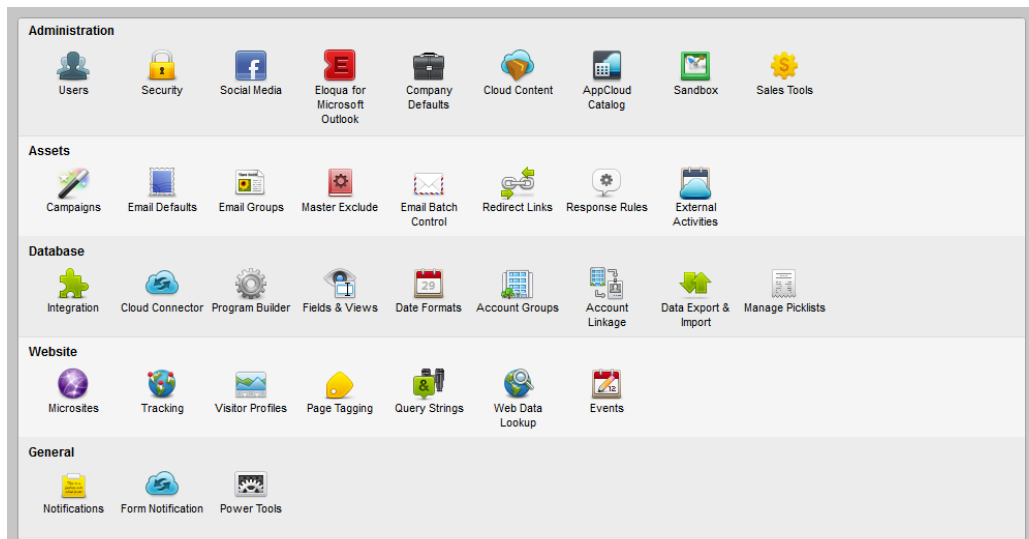 Administration
Users Security Social Media Eloqua for Microsoft Outlook Company Defaults Cloud Content AppCloud Catalog Sandbox Sales Tools
Assets
Campaigns Email Defaults Email Groups Master Exclude Email Batch Control Redirect Links Response Rules External Activities
Database
29
Integration Cloud Connector Program Builder Fields & Views Date Formats Account Groups Account Linkage Data Export & Import Manage Picklists
Website
& 12
Microsites Tracking Visitor Profiles Page Tagging Query Strings Web Data Lookup Events
General
Notifications Form Notification Power Tools